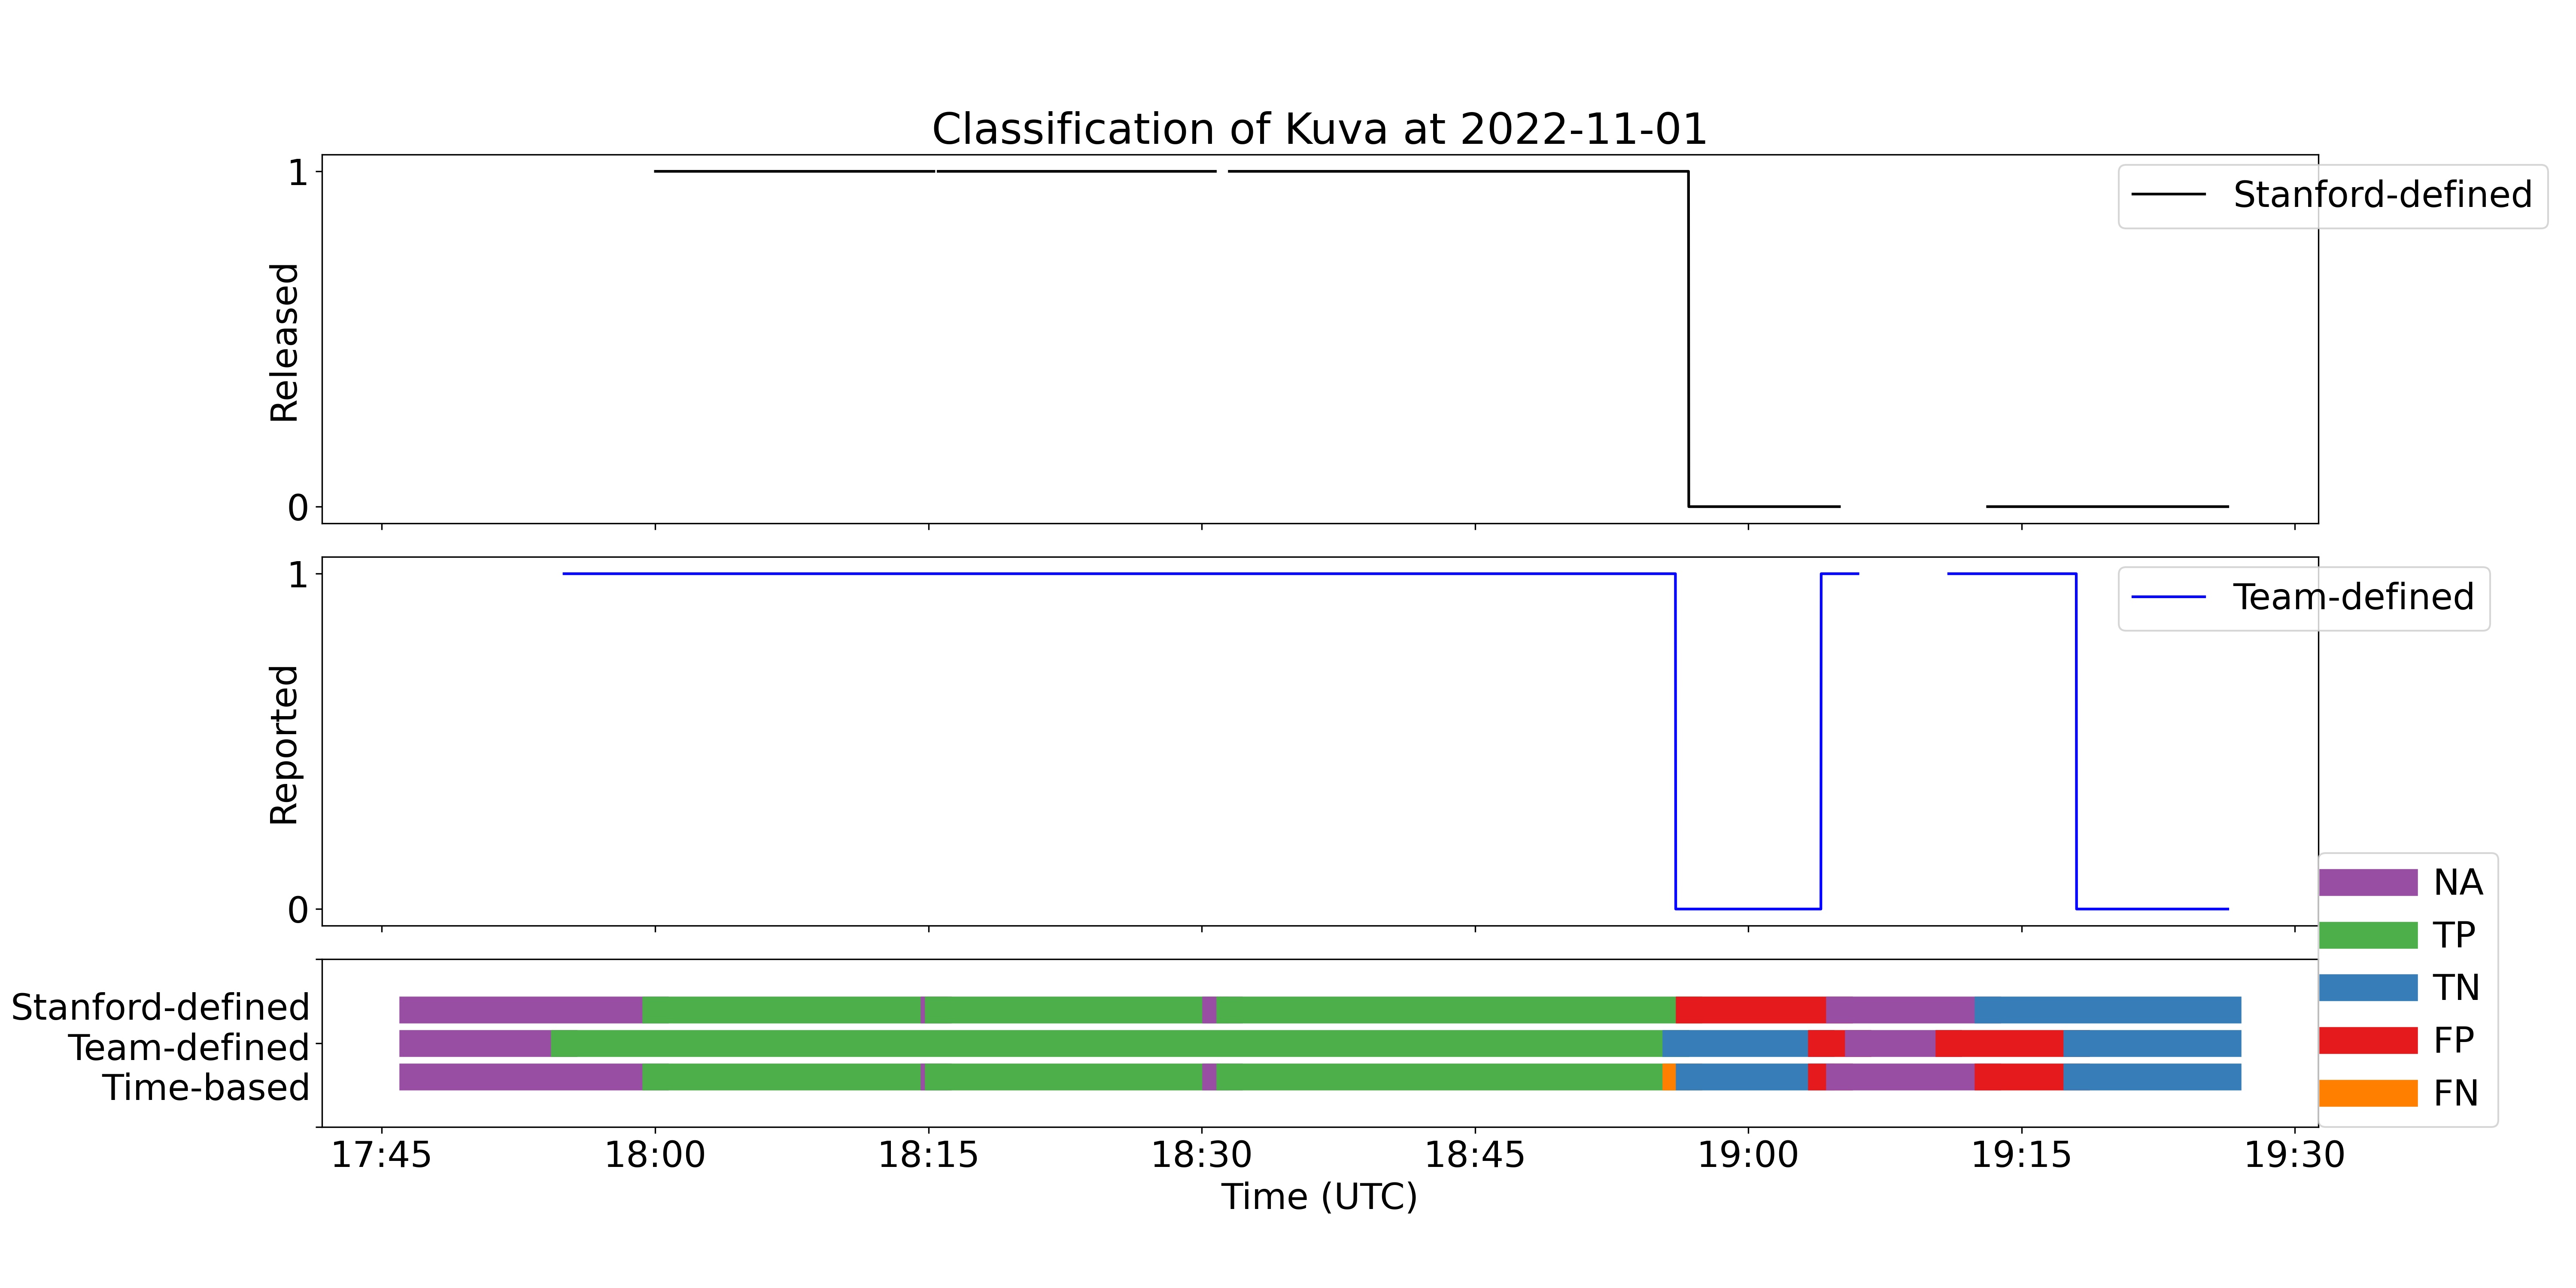 Classification of Kuva at 2022-11-01
1
0
Released
Stanford-defined
1
0
Reported
Team-defined
NA
TP
TN
FP
FN
Stanford-defined
Team-defined
Time-based
17:45 18:00 18:15 18:30 18:45 19:00 19:15 19:30
Time (UTC)